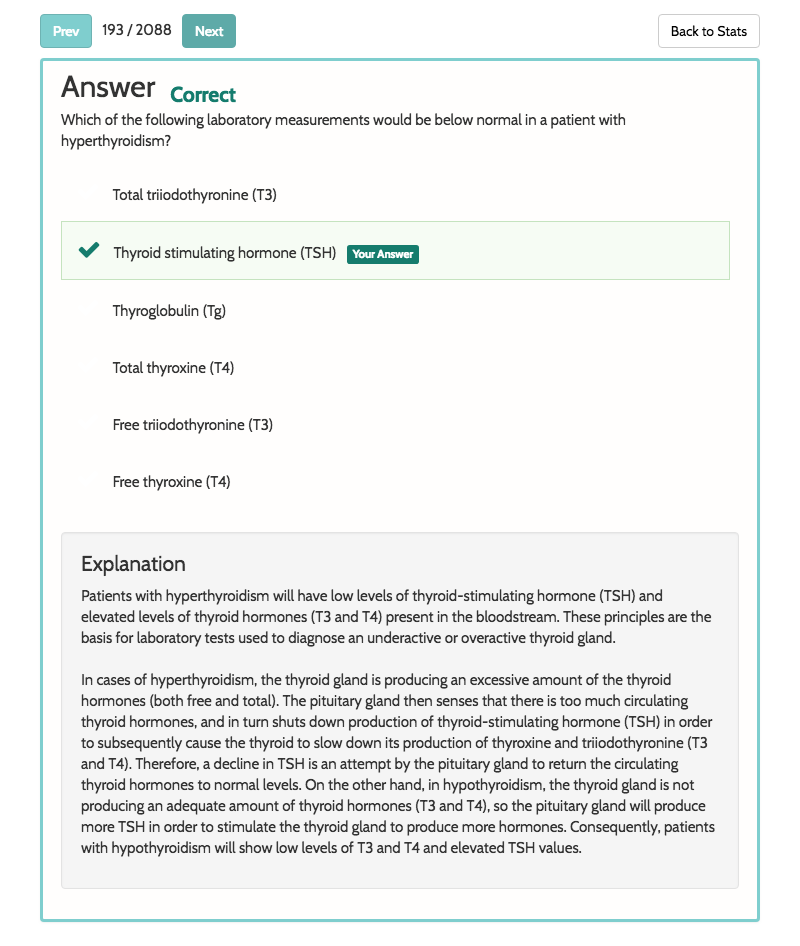 Prev 193 / 2088 Next Back to Stats
Answer Correct
Which of the following laboratory measurements would be below normal in a patient with
hyperthyroidism?
Total triiodothyronine (T3)
Thyroid stimulating hormone (TSH) Your Answer
Thyroglobulin (Tg)
Total thyroxine (T4)
Free triiodothyronine (T3)
Free thyroxine (T4)
Explanation
Patients with hyperthyroidism will have low levels of thyroid-stimulating hormone (TSH) and
elevated levels of thyroid hormones (T3 and T4) present in the bloodstream. These principles are the
basis for laboratory tests used to diagnose an underactive or overactive thyroid gland.
In cases of hyperthyroidism, the thyroid gland is producing an excessive amount of the thyroid
hormones (both free and total). The pituitary gland then senses that there is too much circulating
thyroid hormones, and in turn shuts down production of thyroid-stimulating hormone (TSH) in order
to subsequently cause the thyroid to slow down its production of thyroxine and triiodothyronine (T3
and T4). Therefore, a decline in TSH is an attempt by the pituitary gland to return the circulating
thyroid hormones to normal levels. On the other hand, in hypothyroidism, the thyroid gland is not
producing an adequate amount of thyroid hormones (T3 and T4), so the pituitary gland will produce
more TSH in order to stimulate the thyroid gland to produce more hormones. Consequently, patients
with hypothyroidism will show low levels of T3 and T4 and elevated TSH values.